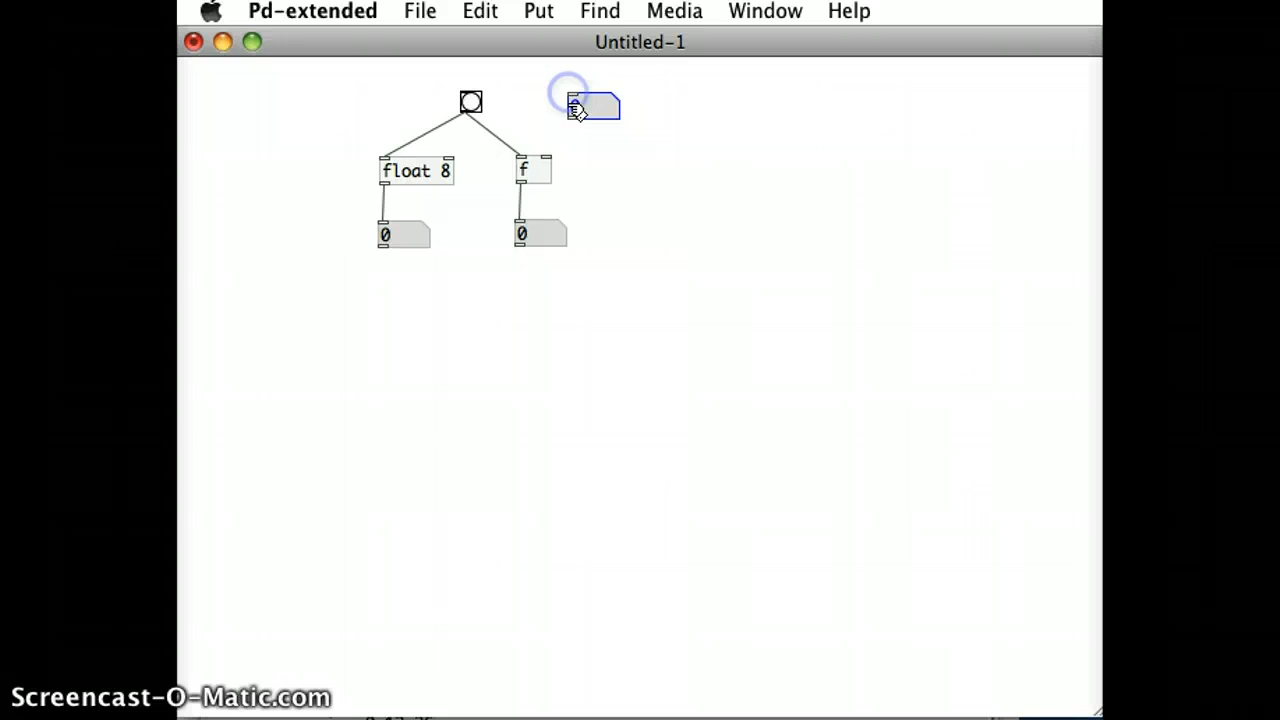 Pd-extended File Edit Put Find Media Window Help
Untitled-1
float 8
f
0
0
Screencast-O-Matic.com